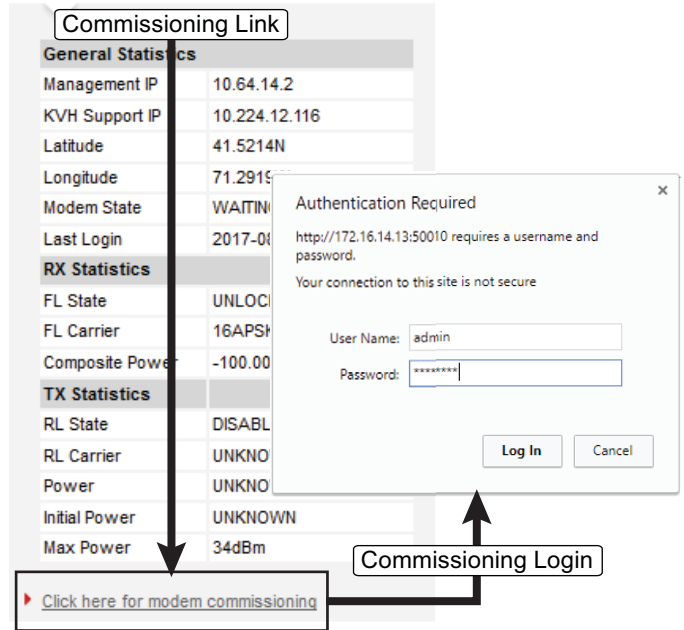 Commissioning Link
General Statistics
Management IP 10.64.14.2
KVH Support IP 10.224.12.116
Latitude 41.5214N
Longitude 71.2919
Modem State
Last Login
RX Statistics
FL State
FL Carrier
Composite Power -100.00
TX Statistics
RL State
RL Carrier
Power
Initial Power UNKNOWN
Max Power 34dBm
Click here for modem commissioning
Authentication Required
×
http://172.16.14.13:50010 requires a username and
password.
Your connection to this site is not secure
User Name: admin
Password: ********
Log In Cancel
Commissioning Login